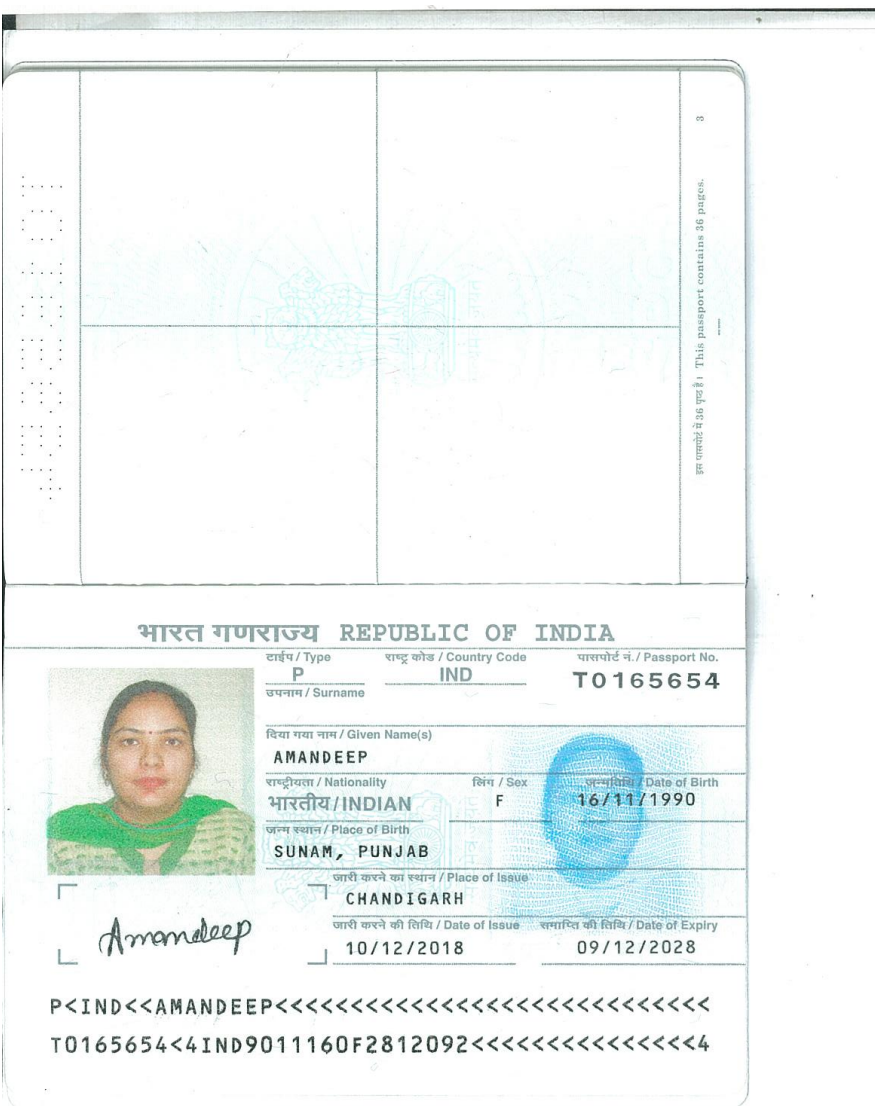 3
इस पासपोर्ट में 36 पृष्ठ है। This passport contains 36 pages.
भारत गणराज्य REPUBLIC OF INDIA
टाईप / Type राष्ट्र कोड / Country Code पासपोर्ट नं. / Passport No.
P IND T0165654
उपनाम / Surname
दिया गया नाम / Given Name(s)
AMANDEEP
राष्ट्रीयता / Nationality लिंग / Sex जन्मतिथि / Date of Birth
भारतीय/INDIAN F 16/11/1990
जन्म स्थान / Place of Birth
SUNAM, PUNJAB
जारी करने का स्थान / Place of Issue
CHANDIGARH
जारी करने की तिथि / Date of Issue समाप्ति की तिथि / Date of Expiry
10/12/2018 09/12/2028
Amandeep
P<IND<<AMANDEEP<<<<<<<<<<<<<<<<<<<<<<<<<<<<<
T0165654<4IND9011160F2812092<<<<<<<<<<<<<<<4